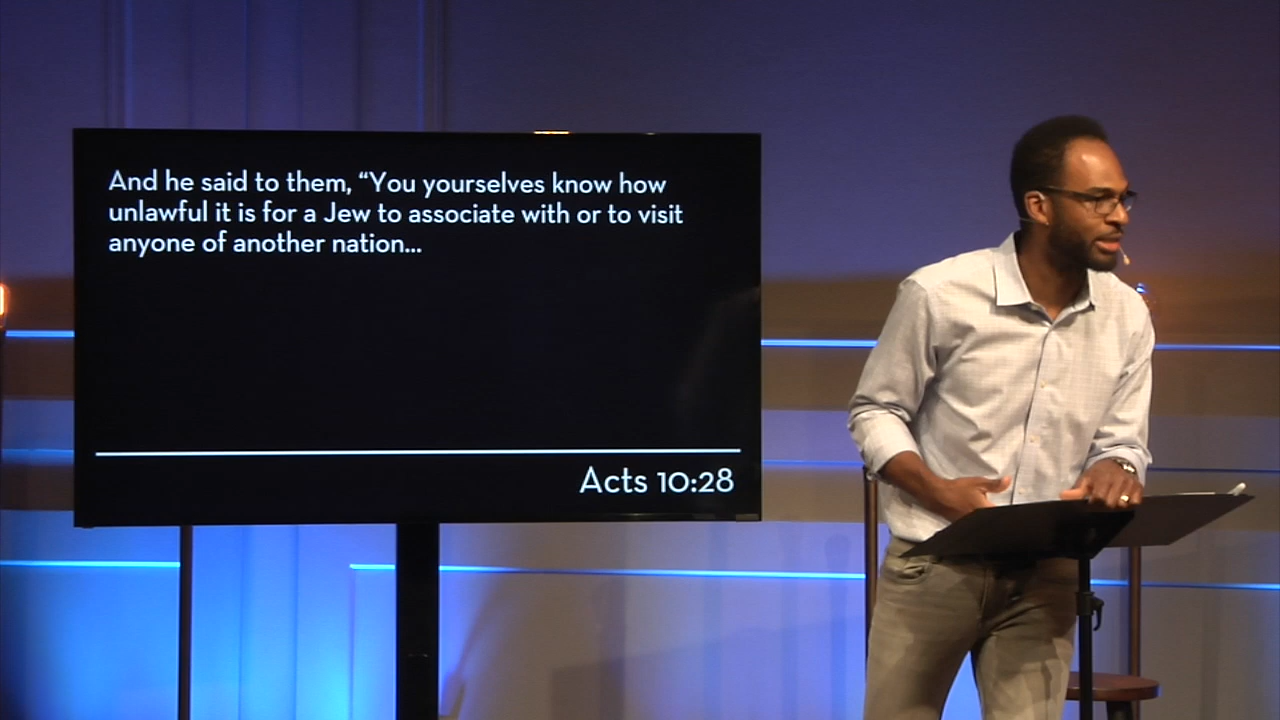 And he said to them, “You yourselves know how
unlawful it is for a Jew to associate with or to visit
anyone of another nation...
Acts 10:28